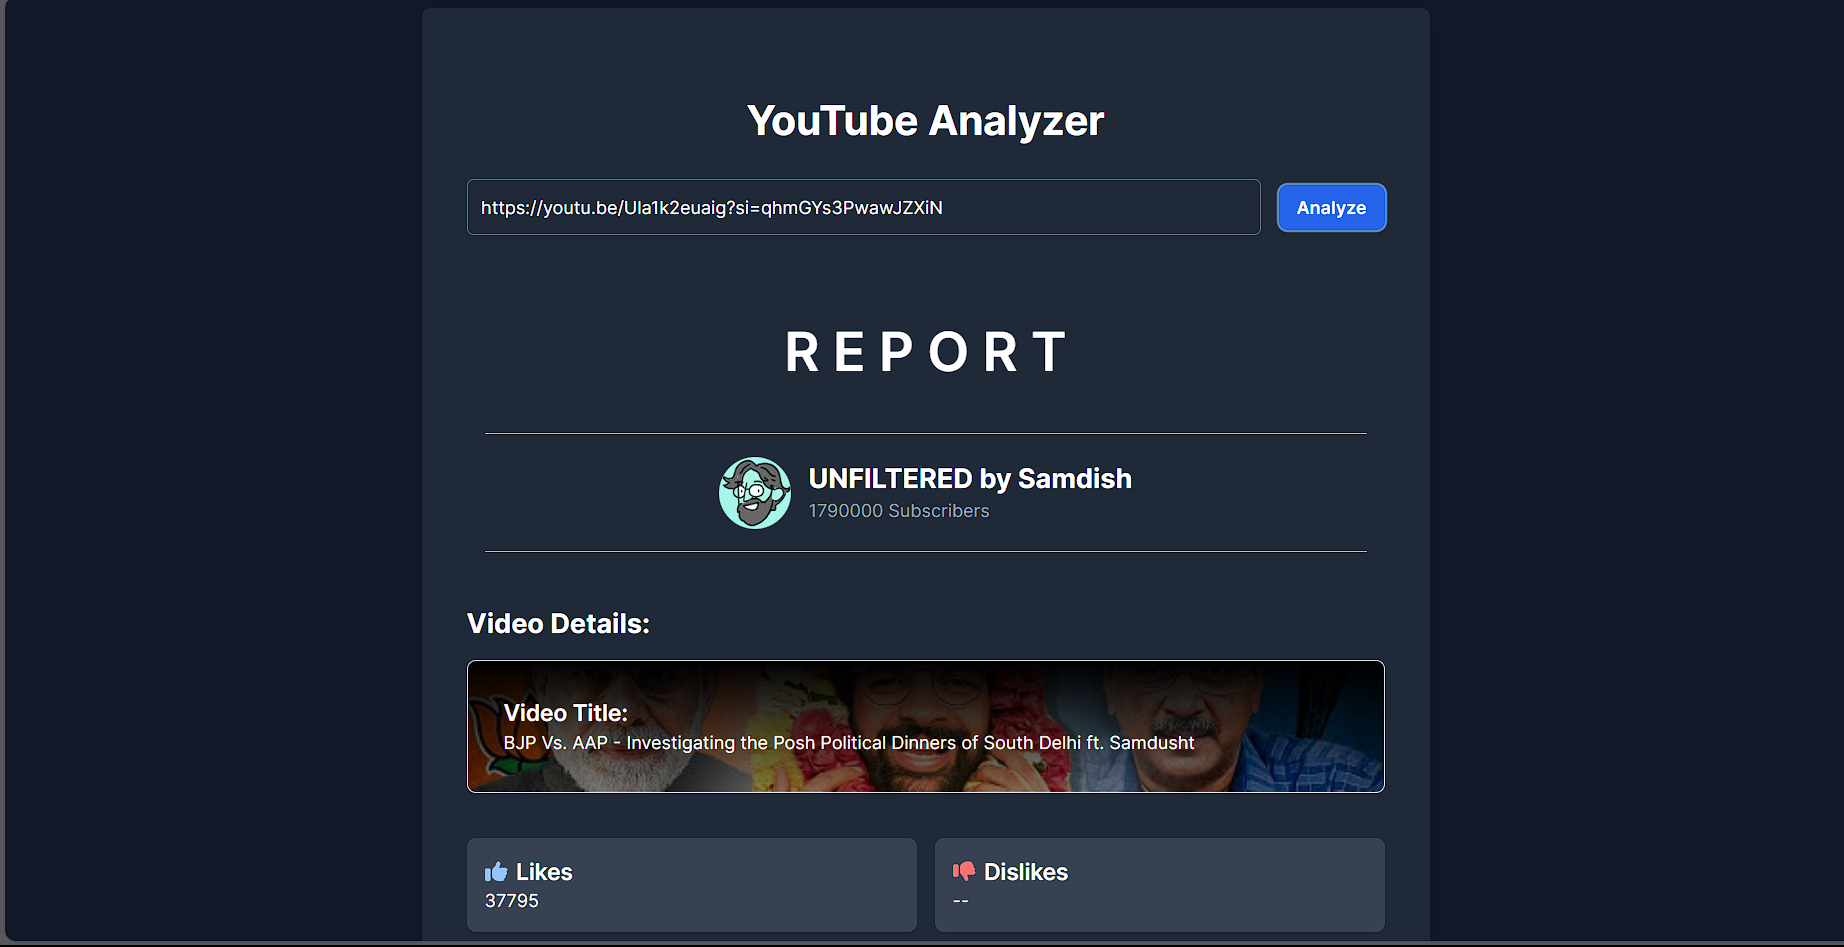 YouTube Analyzer
https://youtu.be/Ula1k2euaig?si=qhmGYs3PwawJZXiN
Analyze
REPORT
UNFILTERED by Samdish
1790000 Subscribers
Video Details:
Video Title:
BJP Vs. AAP - Investigating the Posh Political Dinners of South Delhi ft. Samdusht
Likes
37795
Dislikes
--